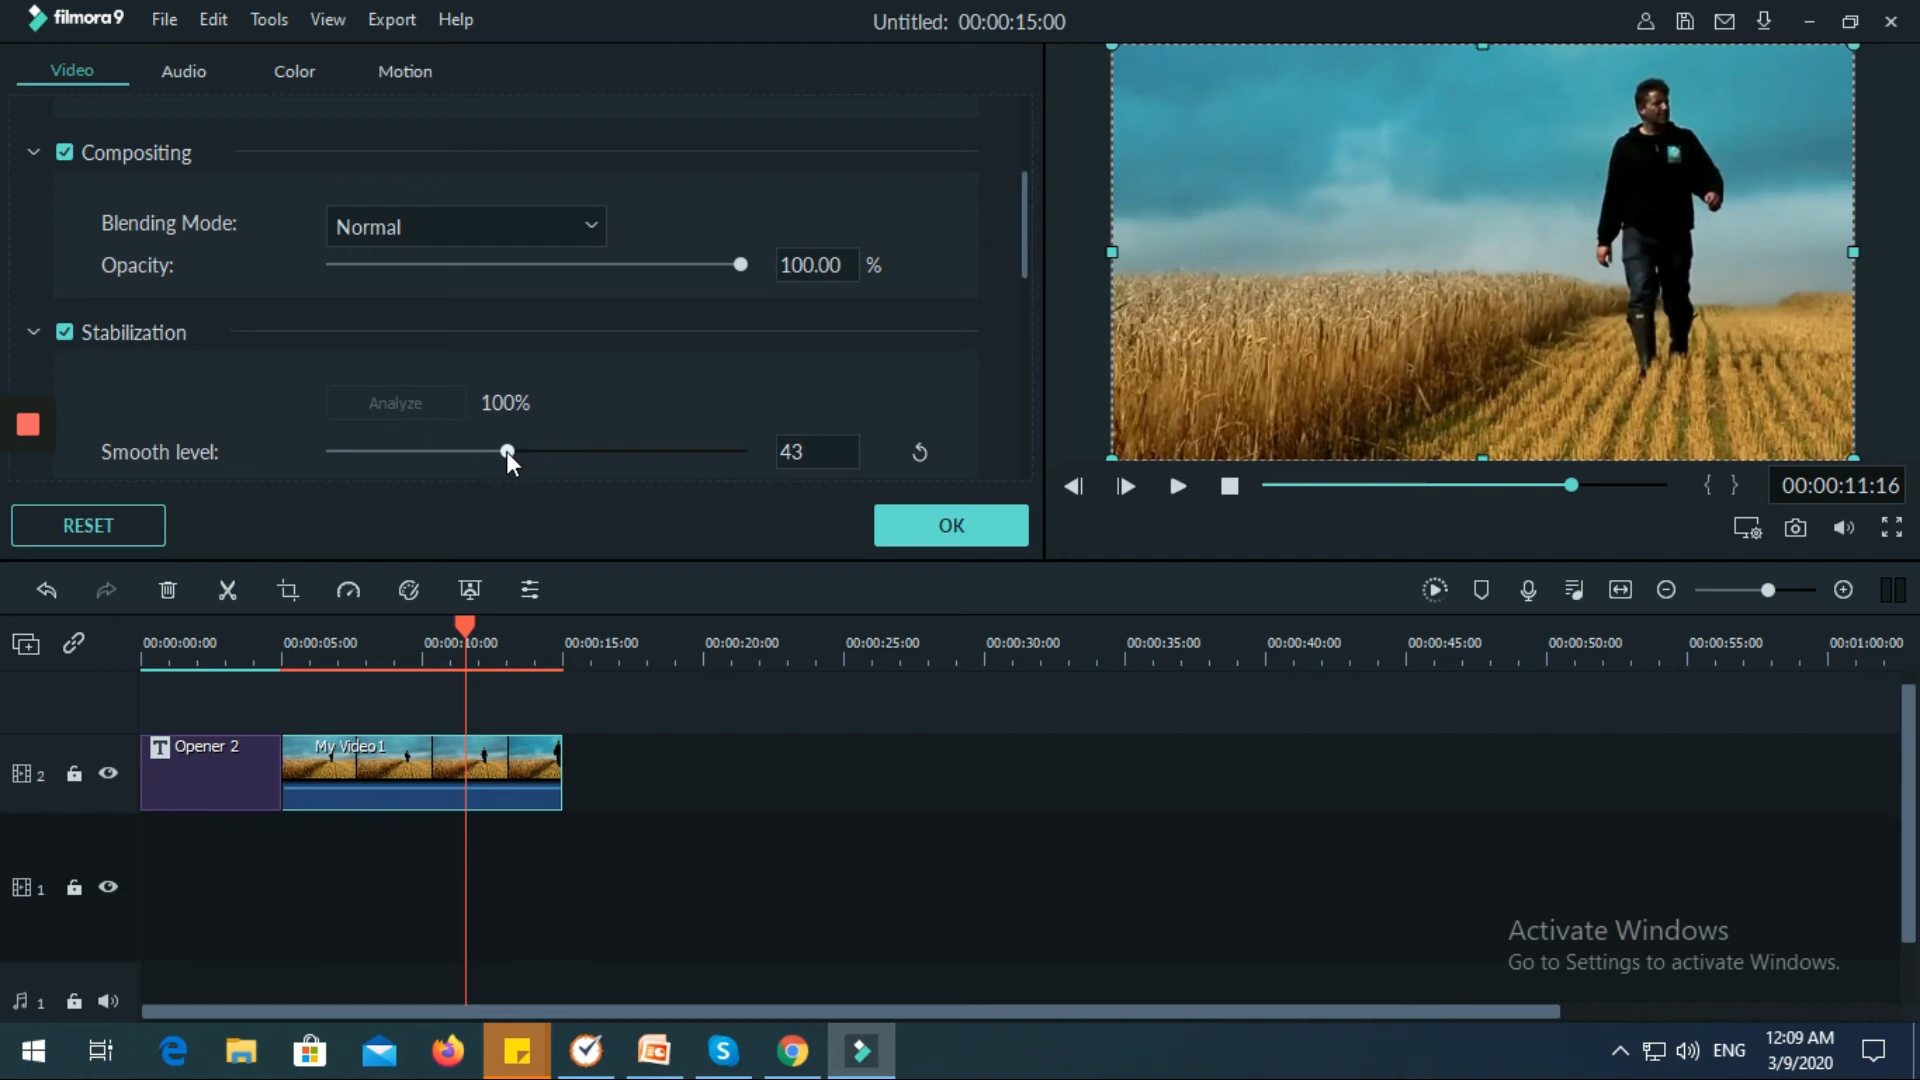 filmora9 File Edit Tools View Export Help Untitled: 00:00:15:00
Video Audio Color Motion
Compositing
Blending Mode: Normal
Opacity: 100.00 %
Stabilization
Analyze 100%
Smooth level: 43
RESET OK
{ } 00:00:11:16
00:00:00:00 00:00:05:00 00:00:10:00 00:00:15:00 00:00:20:00 00:00:25:00 00:00:30:00 00:00:35:00 00:00:40:00 00:00:45:00 00:00:50:00 00:00:55:00 00:01:00:00
T Opener 2 My Video1
2
1
Activate Windows
Go to Settings to activate Windows.
1
12:09 AM
ENG
3/9/2020